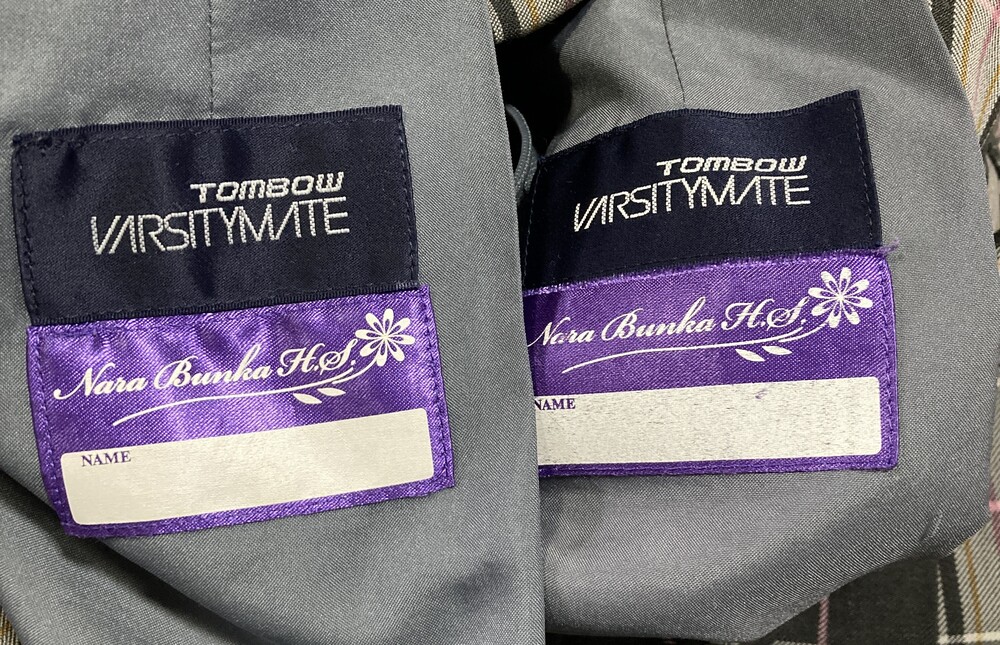 TOMBOW
VARSITYMATE
Nara Bunka H.S.
NAME
TOMBOW
VARSITYMATE
Nara Bunka H.S.
NAME